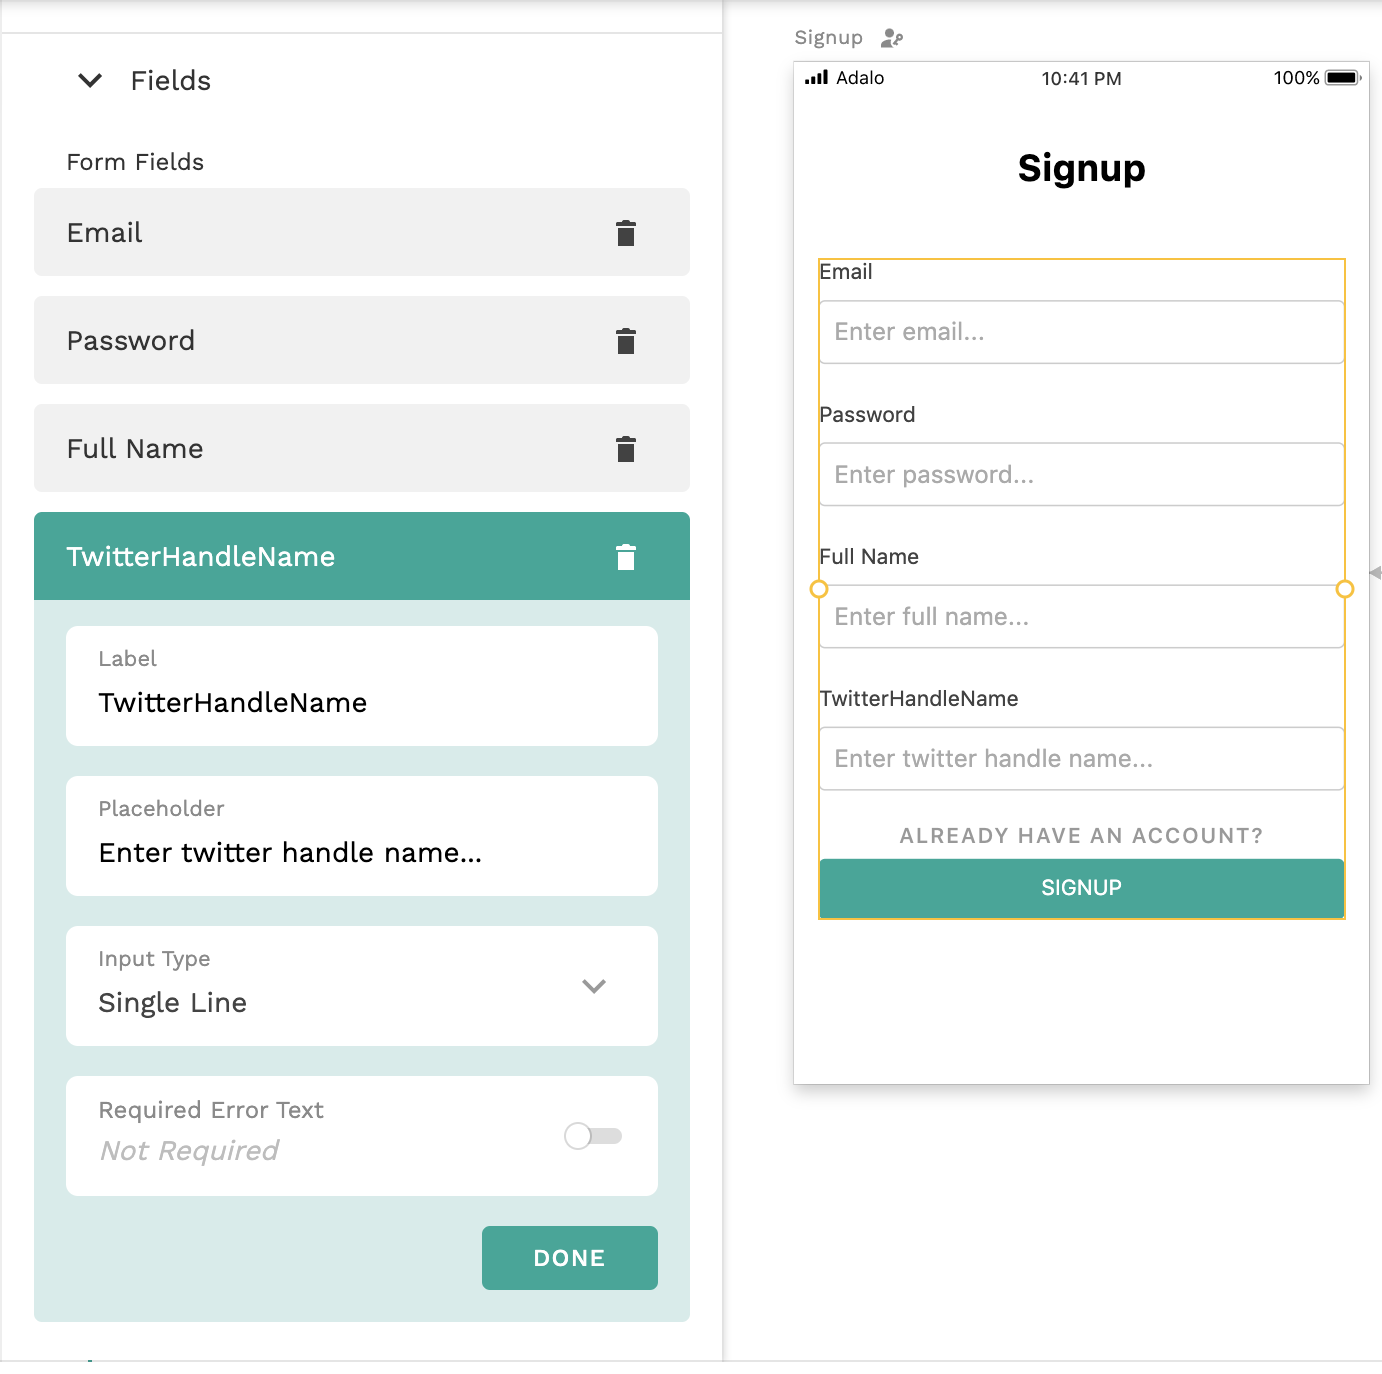 Fields
Form Fields
Email
Password
Full Name
TwitterHandleName
Label
TwitterHandleName
Placeholder
Enter twitter handle name...
Input Type
Single Line
Required Error Text
Not Required
DONE
Signup
Adalo 10:41 PM 100%
Signup
Email
Enter email...
Password
Enter password...
Full Name
Enter full name...
TwitterHandleName
Enter twitter handle name...
ALREADY HAVE AN ACCOUNT?
SIGNUP